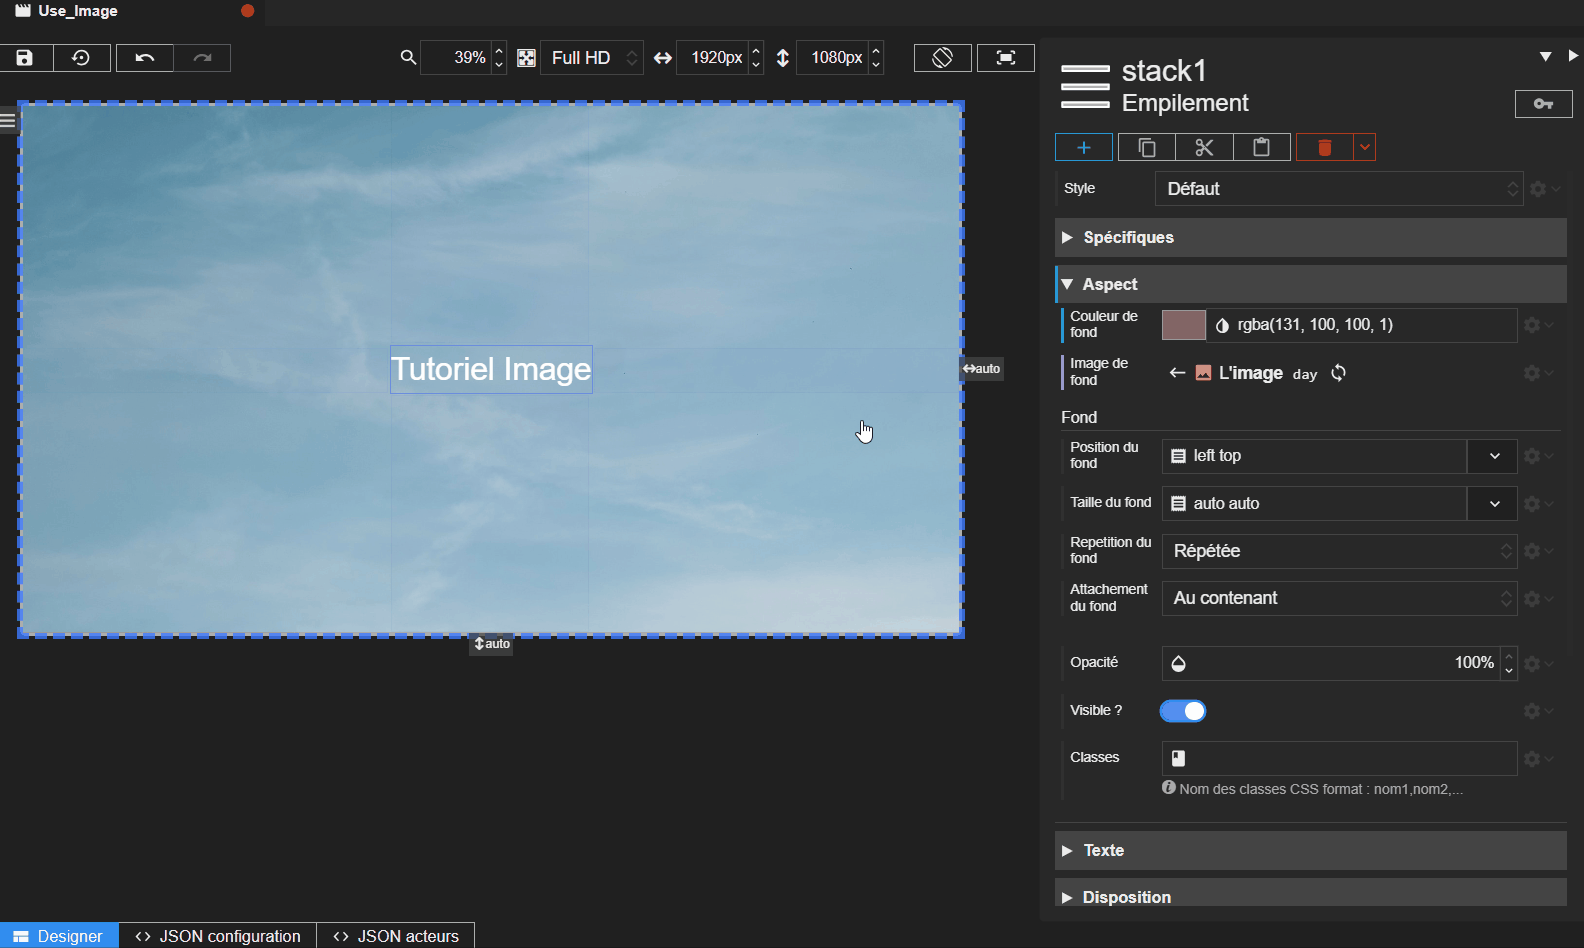 Use_Image
39%
Full HD
1920px
1080px
stack1
Empilement
Style
Défaut
Spécifiques
Aspect
Couleur de
fond
rgba(131, 100, 100, 1)
Image de
fond
L'image day
Tutoriel Image
auto
Fond
Position du
fond
left top
Taille du fond
auto auto
Repetition du
fond
Répétée
Attachement
du fond
Au contenant
auto
Opacité
100%
Visible ?
Classes
Nom des classes CSS format : nom1,nom2,...
Texte
Disposition
Designer
JSON configuration
JSON acteurs